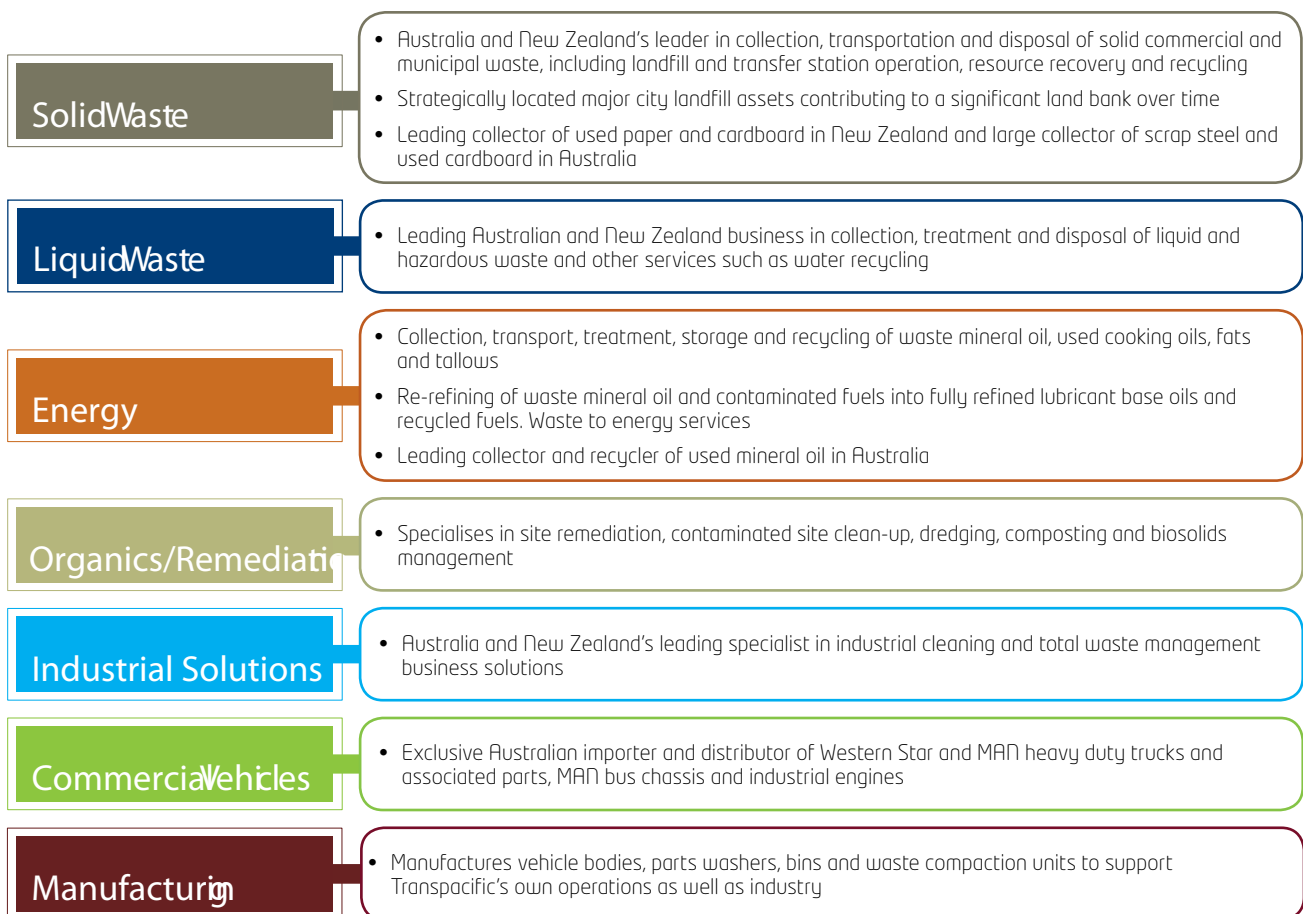 SolidWaste
• Australia and New Zealand's leader in collection, transportation and disposal of solid commercial and
municipal waste, including landfill and transfer station operation, resource recovery and recycling
• Strategically located major city landfill assets contributing to a significant land bank over time
• Leading collector of used paper and cardboard in New Zealand and large collector of scrap steel and
used cardboard in Australia
LiquidWaste
• Leading Australian and New Zealand business in collection, treatment and disposal of liquid and
hazardous waste and other services such as water recycling
Energy
• Collection, transport, treatment, storage and recycling of waste mineral oil, used cooking oils, fats
and tallows
• Re-refining of waste mineral oil and contaminated fuels into fully refined lubricant base oils and
recycled fuels. Waste to energy services
• Leading collector and recycler of used mineral oil in Australia
Organics/Remediatio
• Specialises in site remediation, contaminated site clean-up, dredging, composting and biosolids
management
Industrial Solutions
• Australia and New Zealand's leading specialist in industrial cleaning and total waste management
business solutions
CommercialVehicles
• Exclusive Australian importer and distributor of Western Star and MAN heavy duty trucks and
associated parts, MAN bus chassis and industrial engines
Manufacturing
• Manufactures vehicle bodies, parts washers, bins and waste compaction units to support
Transpacific's own operations as well as industry